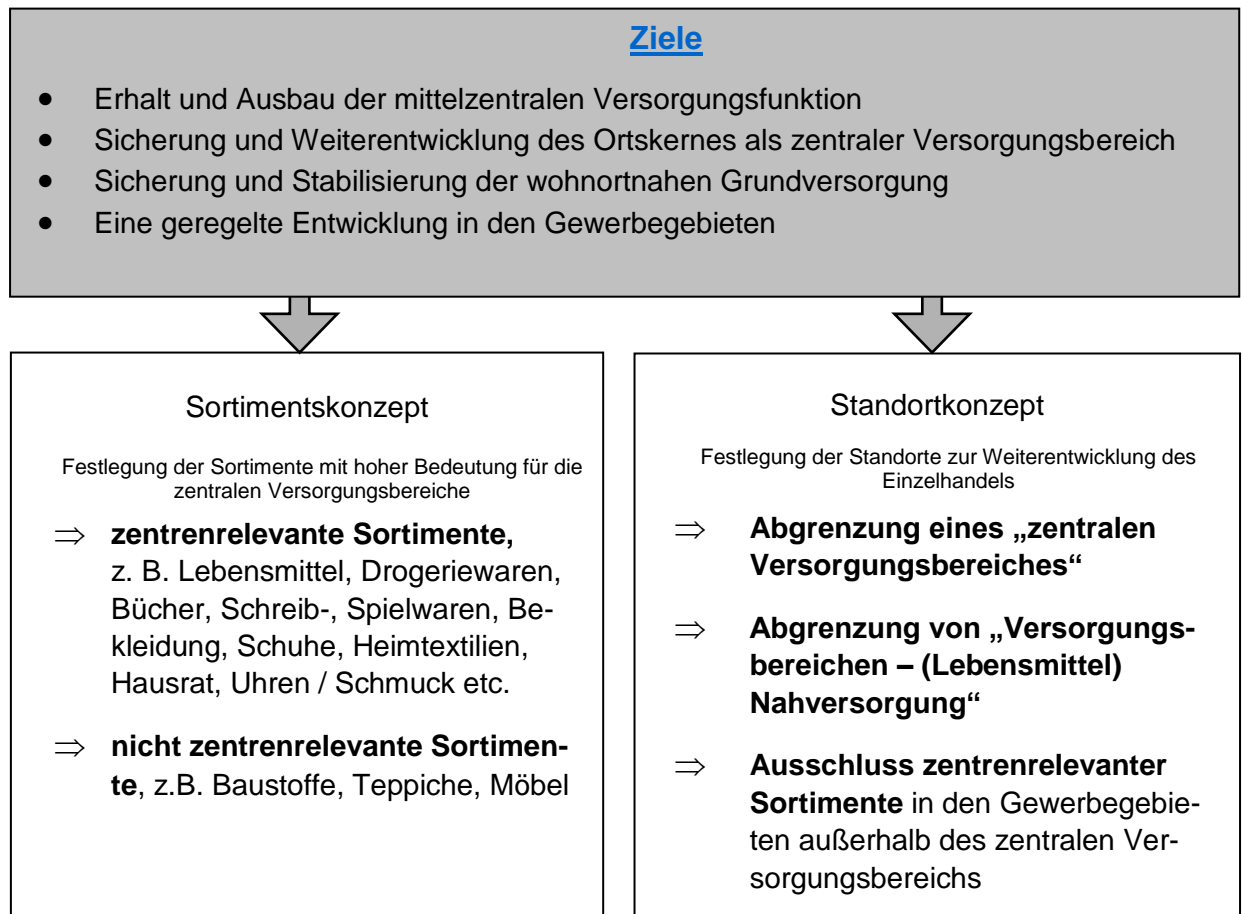 Ziele
● Erhalt und Ausbau der mittelzentralen Versorgungsfunktion
● Sicherung und Weiterentwicklung des Ortskernes als zentraler Versorgungsbereich
● Sicherung und Stabilisierung der wohnortnahen Grundversorgung
● Eine geregelte Entwicklung in den Gewerbegebieten
Sortimentskonzept
Festlegung der Sortimente mit hoher Bedeutung für die
zentralen Versorgungsbereiche
⇒ zentrenrelevante Sortimente,
z. B. Lebensmittel, Drogeriewaren,
Bücher, Schreib-, Spielwaren, Be-
kleidung, Schuhe, Heimtextilien,
Hausrat, Uhren / Schmuck etc.
⇒ nicht zentrenrelevante Sortimen-
te, z.B. Baustoffe, Teppiche, Möbel
Standortkonzept
Festlegung der Standorte zur Weiterentwicklung des
Einzelhandels
⇒ Abgrenzung eines „zentralen
Versorgungsbereiches“
⇒ Abgrenzung von „Versorgungs-
bereichen – (Lebensmittel)
Nahversorgung“
⇒ Ausschluss zentrenrelevanter
Sortimente in den Gewerbegebie-
ten außerhalb des zentralen Ver-
sorgungsbereichs